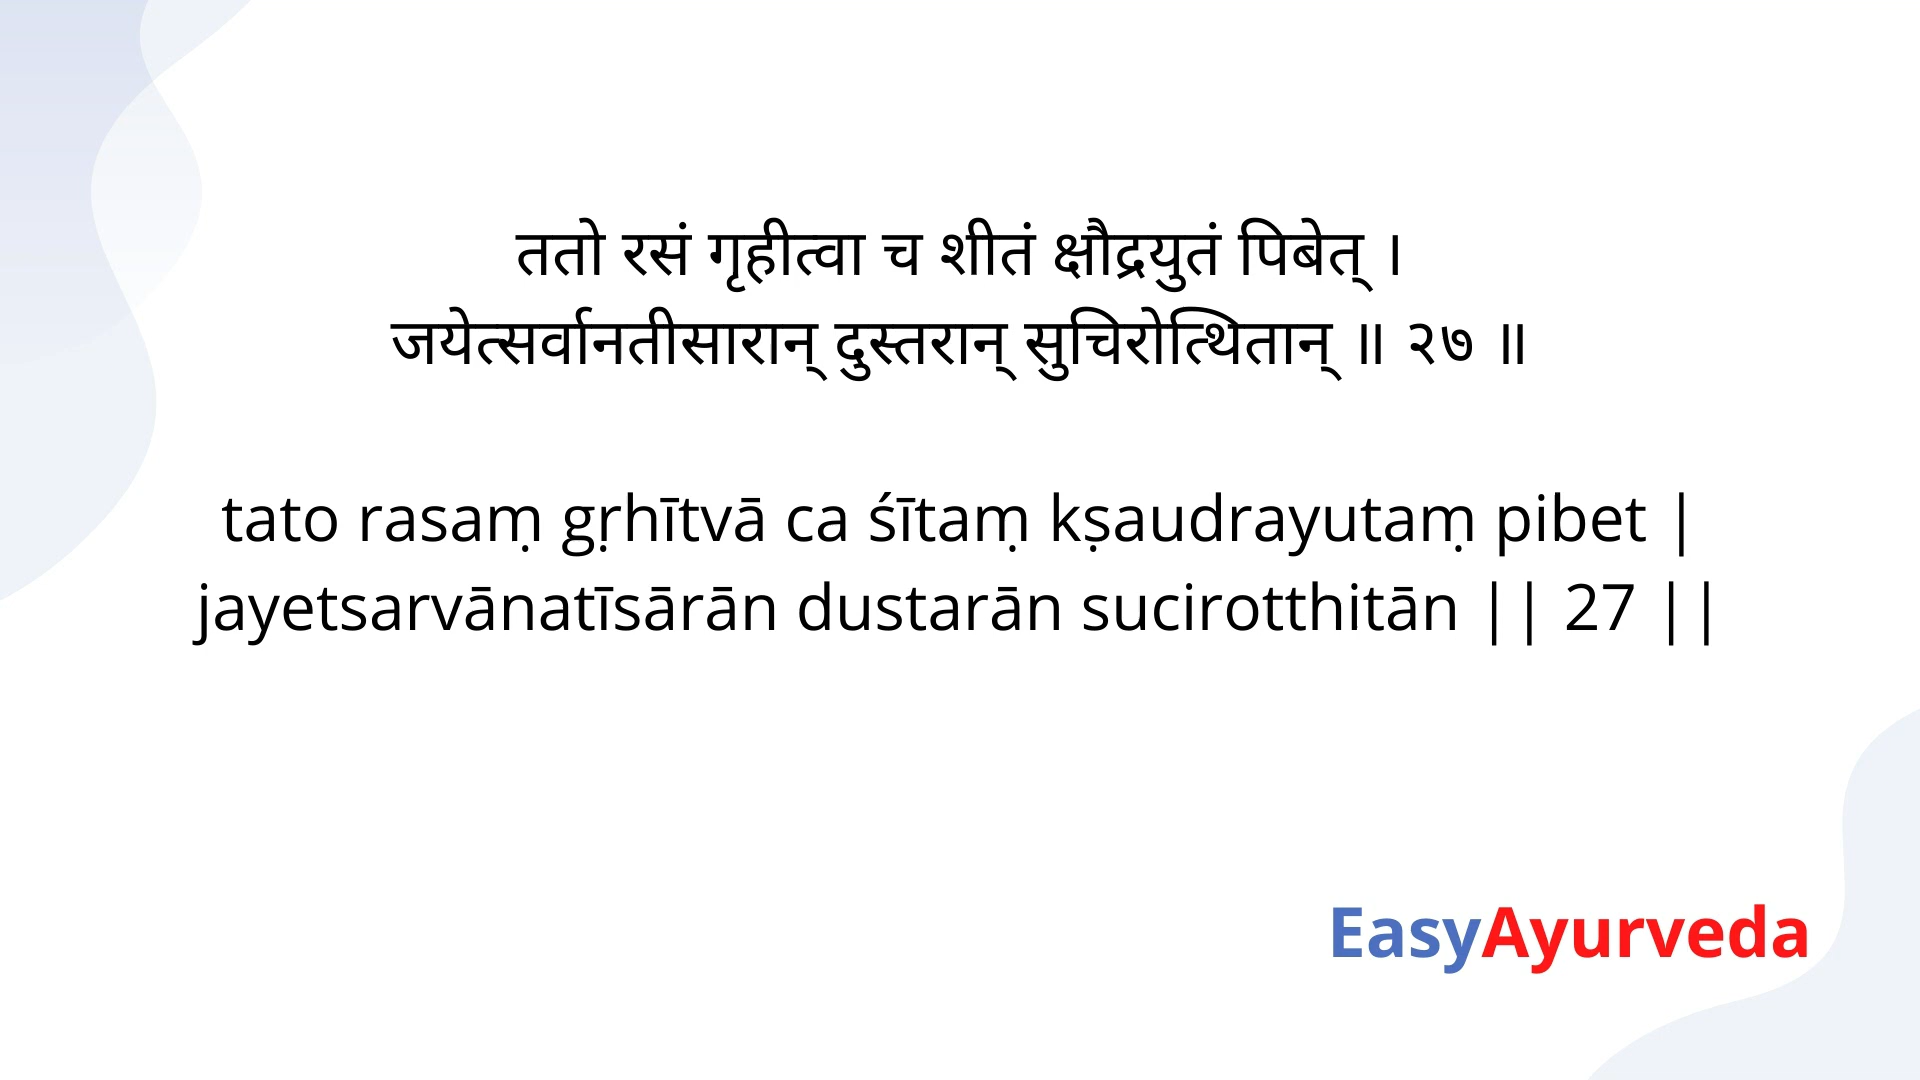 ततो रसं गृहीत्वा च शीतं क्षौद्रयुतं पिबेत् ।
जयेत्सर्वानतीसारान् दुस्तरान् सुचिरोत्थितान् ॥ २७ ॥
tato rasaṃ gṛhītvā ca śītaṃ kṣaudrayutaṃ pibet |
jayetsarvānatīsārān dustarān sucirotthitān || 27 ||
EasyAyurveda